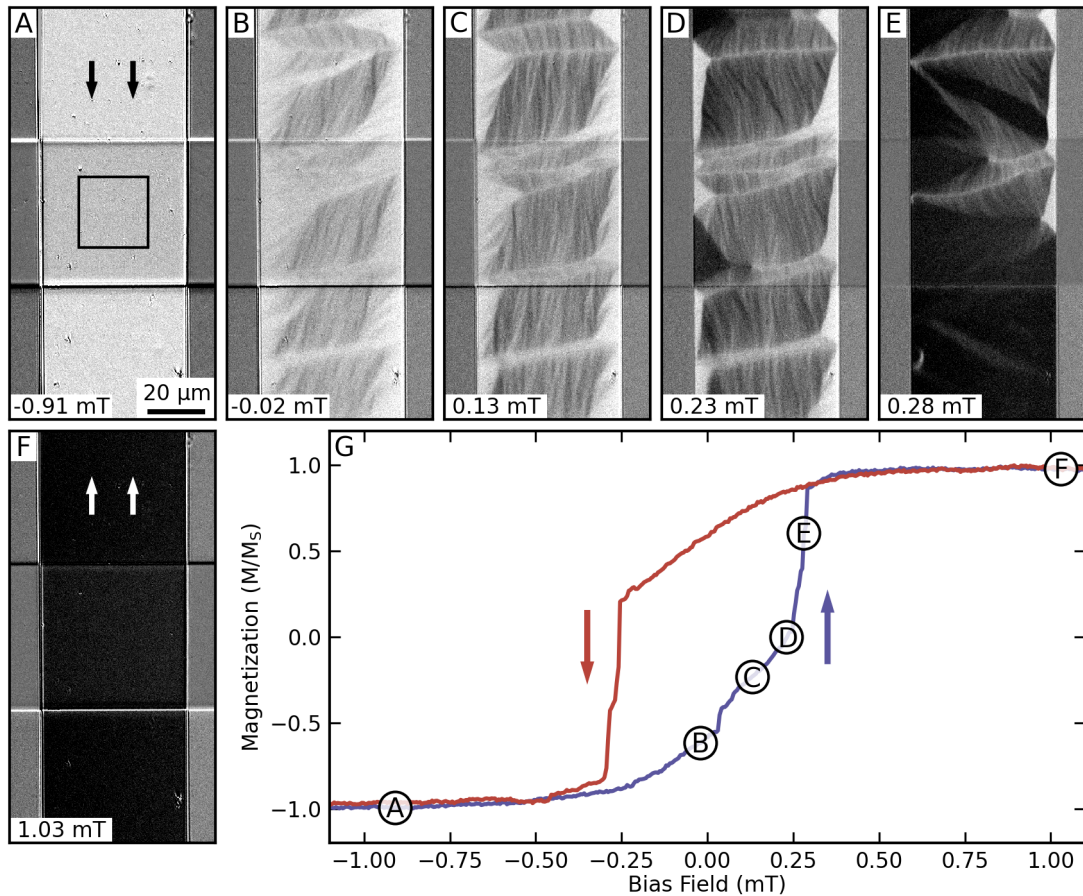 A
B
C
D
E
20 µm
-0.91 mT
-0.02 mT
0.13 mT
0.23 mT
0.28 mT
F
1.03 mT
G
Magnetization (M/Ms)
1.0
0.5
0.0
−0.5
−1.0
F
E
D
C
B
A
−1.00
−0.75
−0.50
−0.25
0.00
0.25
0.50
0.75
1.00
Bias Field (mT)